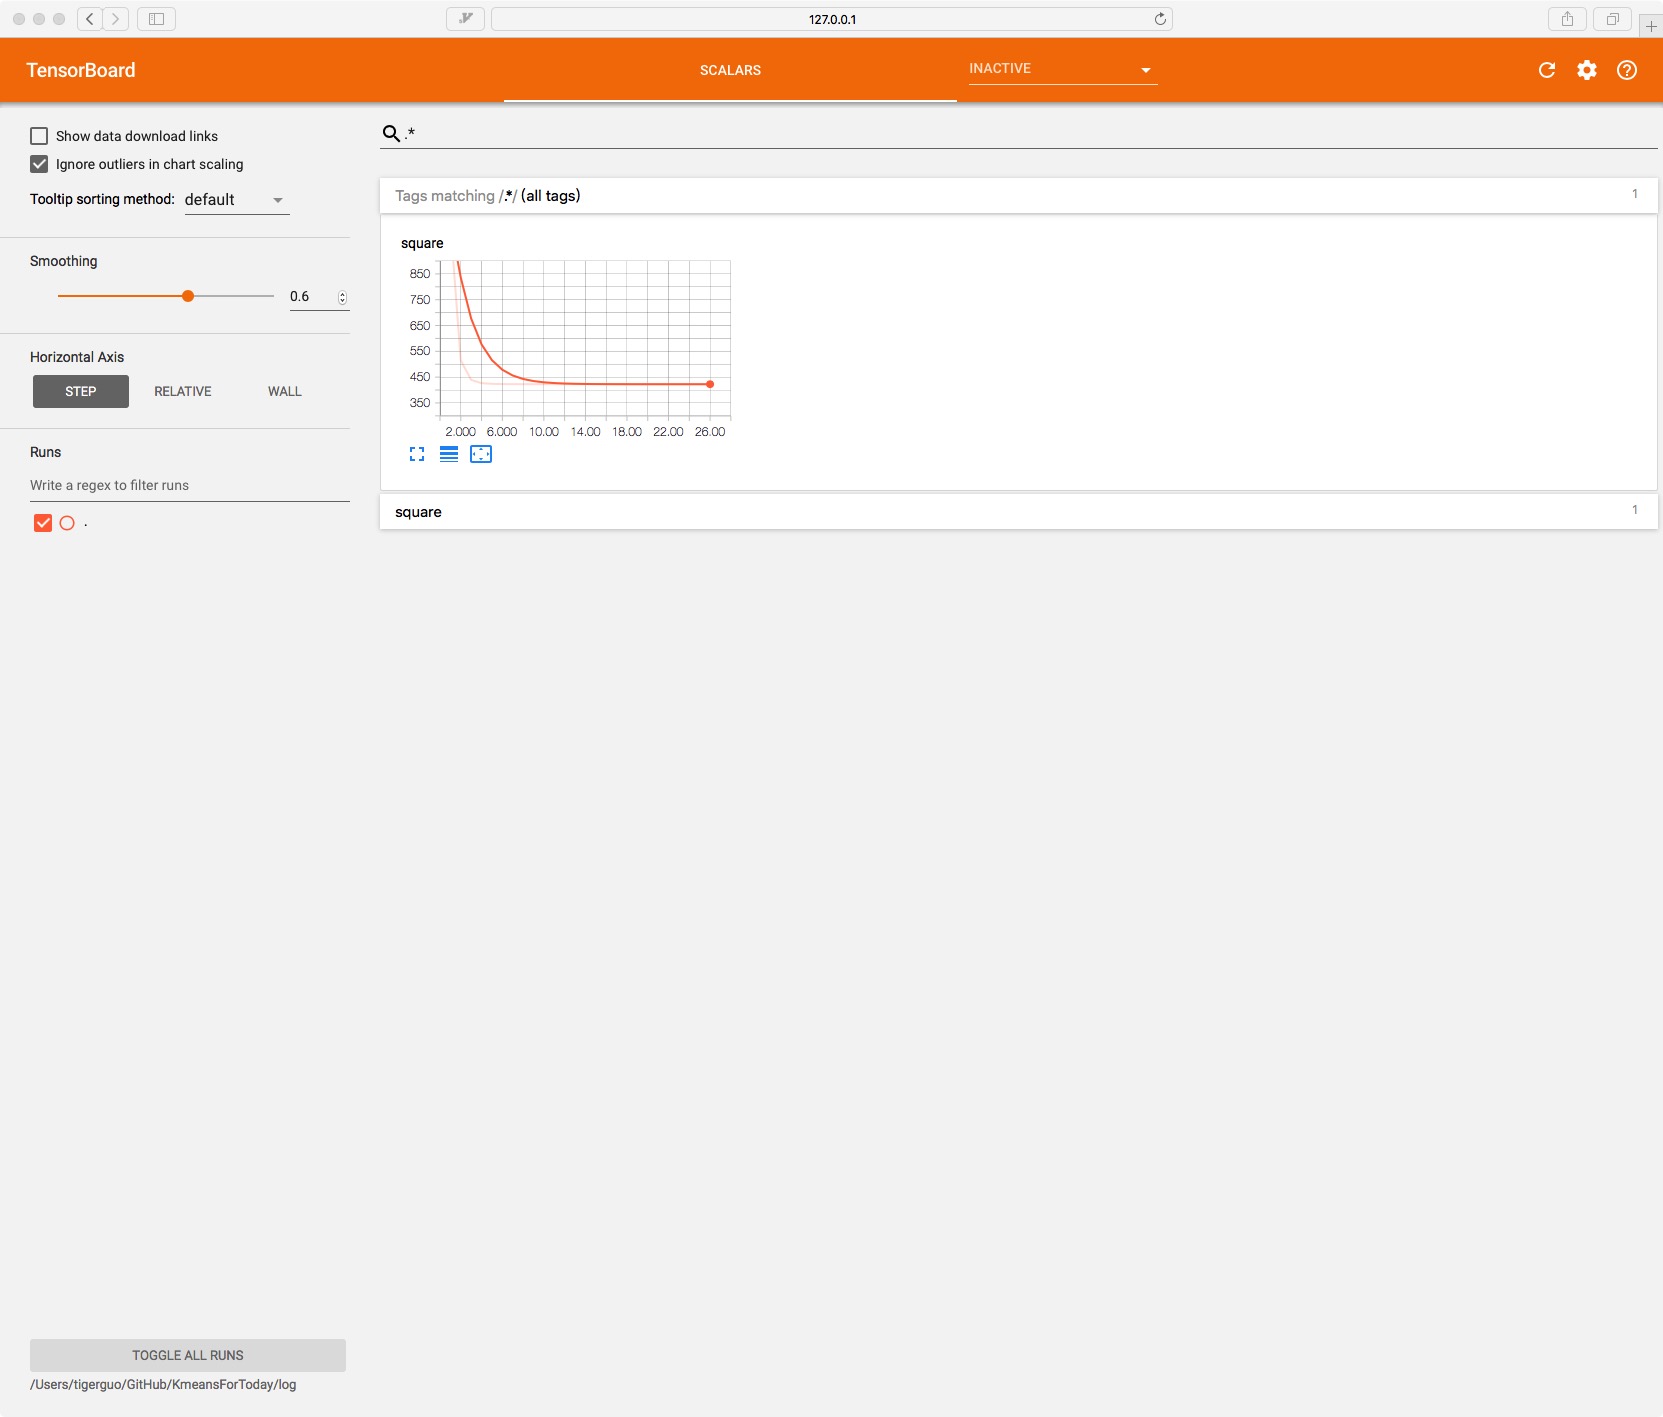 127.0.0.1
TensorBoard
SCALARS
INACTIVE
Show data download links
Ignore outliers in chart scaling
Tooltip sorting method: default
Smoothing
0.6
Horizontal Axis
STEP RELATIVE WALL
Runs
Write a regex to filter runs
.
TOGGLE ALL RUNS
/Users/tigerguo/GitHub/KmeansForToday/log
.*
Tags matching /.*/ (all tags) 1
square
850
750
650
550
450
350
2.000 6.000 10.00 14.00 18.00 22.00 26.00
square 1